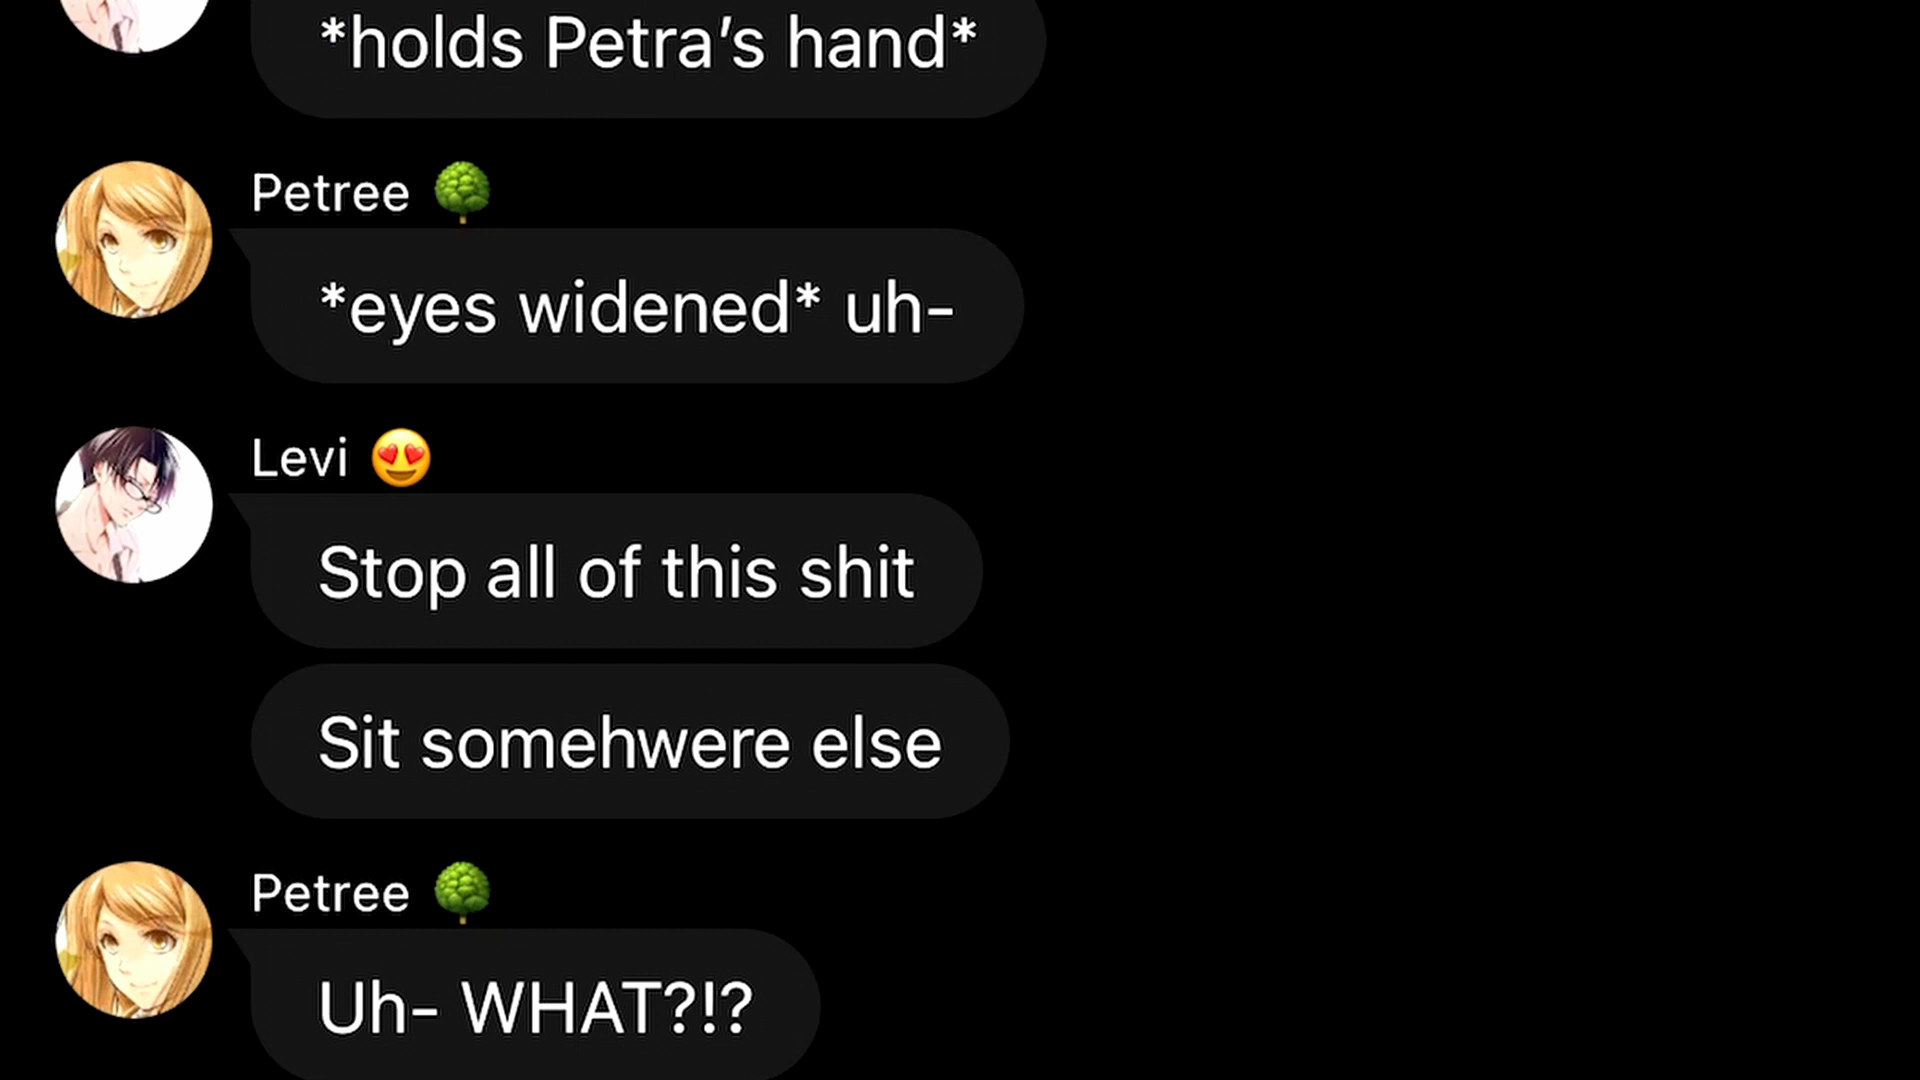 *holds Petra’s hand*
Petree 🌳
*eyes widened* uh-
Levi 😍
Stop all of this shit
Sit somehwere else
Petree 🌳
Uh- WHAT?!?